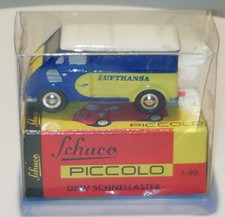 LUFTHANSA
Schuco
PICCOLO
PICCOLO
1:90
DKW SCHNELLASTER